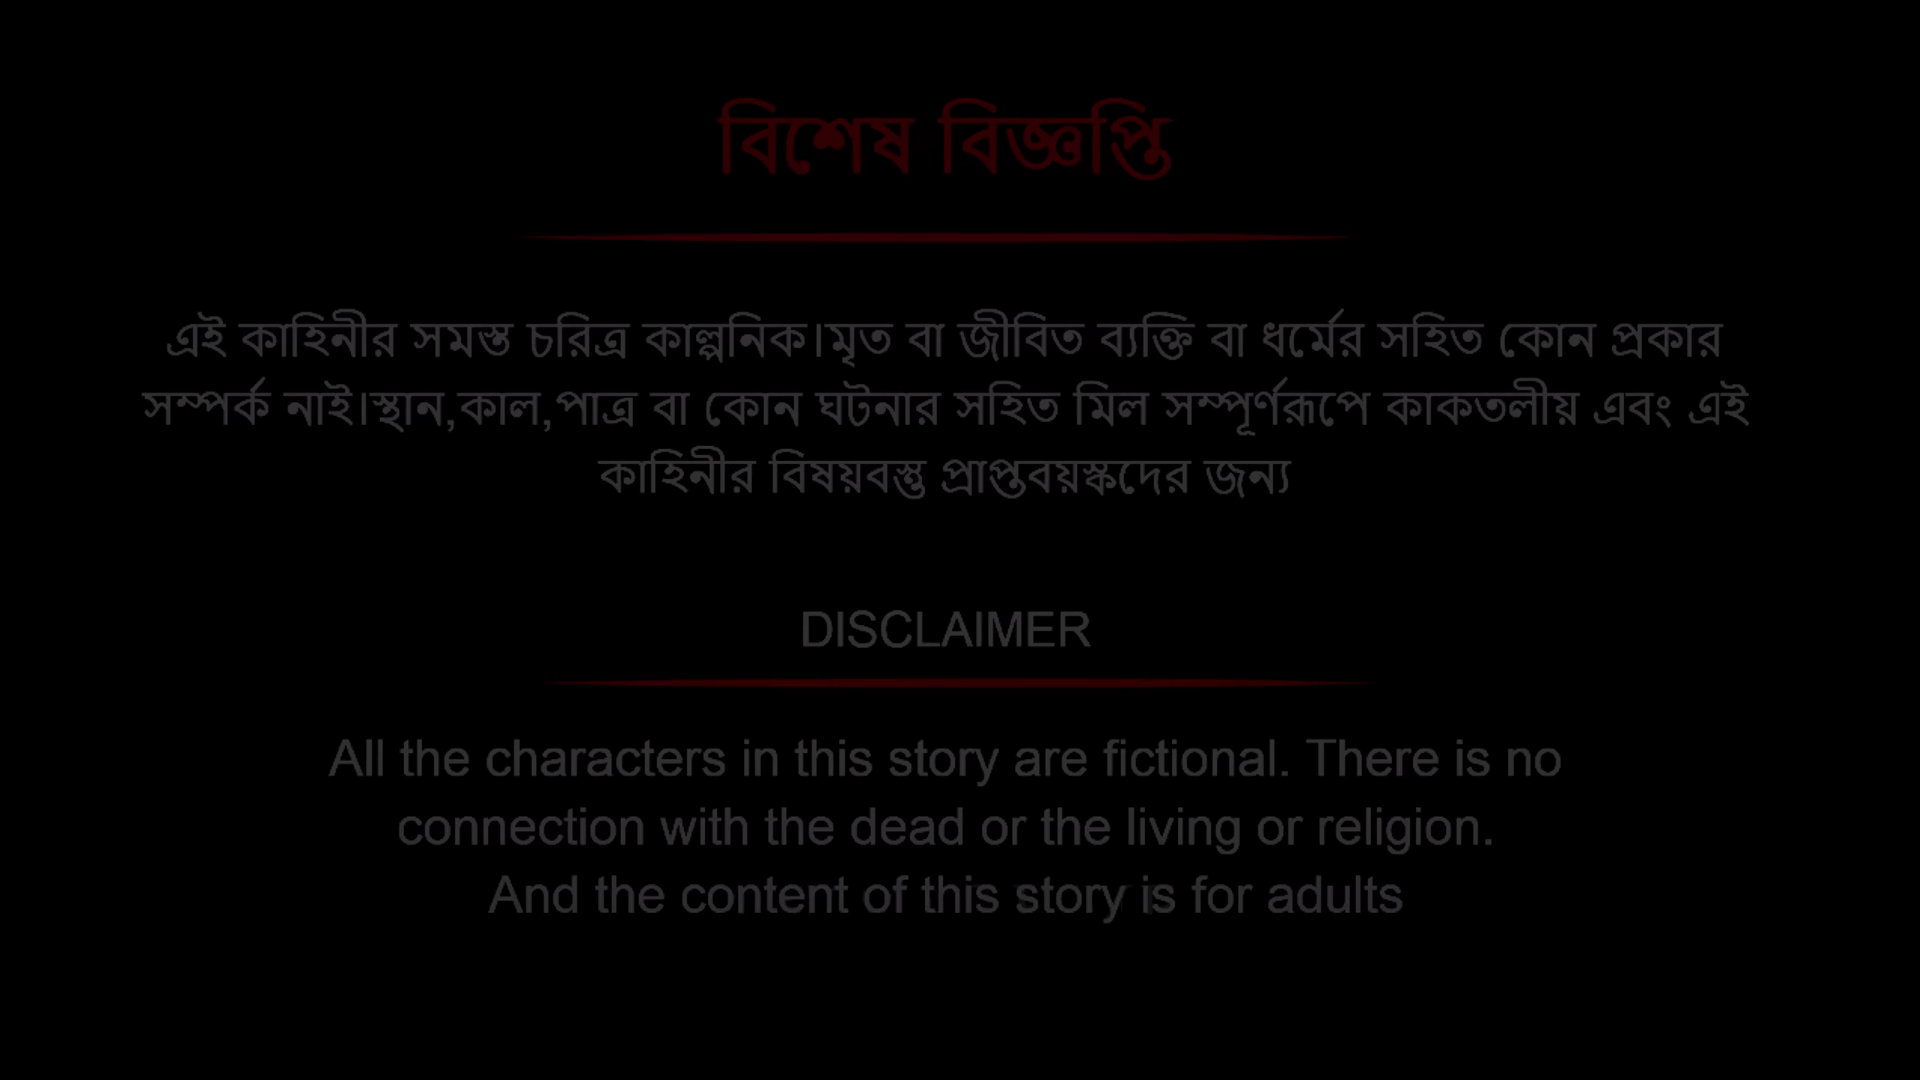 বিশেষ বিজ্ঞপ্তি
এই কাহিনীর সমস্ত চরিত্র কাল্পনিক।মৃত বা জীবিত ব্যক্তি বা ধর্মের সহিত কোন প্রকার
সম্পর্ক নাই।স্থান,কাল,পাত্র বা কোন ঘটনার সহিত মিল সম্পূর্ণরূপে কাকতলীয় এবং এই
কাহিনীর বিষয়বস্তু প্রাপ্তবয়স্কদের জন্য
DISCLAIMER
All the characters in this story are fictional. There is no
connection with the dead or the living or religion.
And the content of this story is for adults